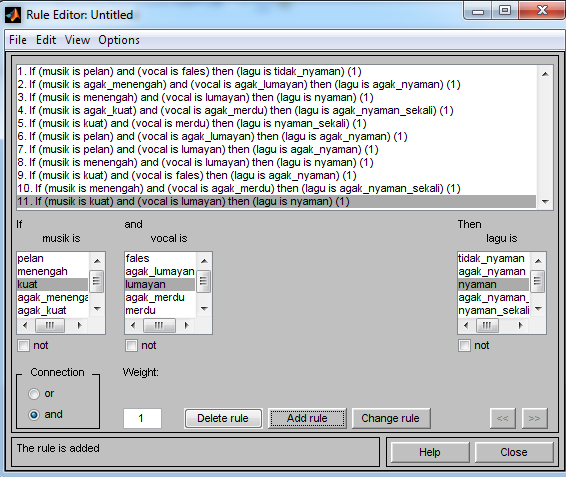 Rule Editor: Untitled
File Edit View Options
1. If (musik is pelan) and (vocal is fales) then (lagu is tidak_nyaman) (1)
2. If (musik is agak_menengah) and (vocal is agak_lumayan) then (lagu is agak_nyaman) (1)
3. If (musik is menengah) and (vocal is lumayan) then (lagu is nyaman) (1)
4. If (musik is agak_kuat) and (vocal is agak_merdu) then (lagu is agak_nyaman_sekali) (1)
5. If (musik is kuat) and (vocal is merdu) then (lagu is nyaman_sekali) (1)
6. If (musik is pelan) and (vocal is agak_lumayan) then (lagu is agak_nyaman) (1)
7. If (musik is pelan) and (vocal is lumayan) then (lagu is agak_nyaman) (1)
8. If (musik is menengah) and (vocal is lumayan) then (lagu is nyaman) (1)
9. If (musik is kuat) and (vocal is fales) then (lagu is agak_nyaman) (1)
10. If (musik is menengah) and (vocal is agak_merdu) then (lagu is agak_nyaman_sekali) (1)
11. If (musik is kuat) and (vocal is lumayan) then (lagu is nyaman) (1)
If and Then
musik is vocal is lagu is
pelan fales tidak_nyaman
menengah agak_lumayan agak_nyaman
kuat lumayan nyaman
agak_menenga agak_merdu agak_nyaman_
agak_kuat merdu nyaman_sekali
not not not
Connection Weight:
or
and 1 Delete rule Add rule Change rule << >>
The rule is added Help Close